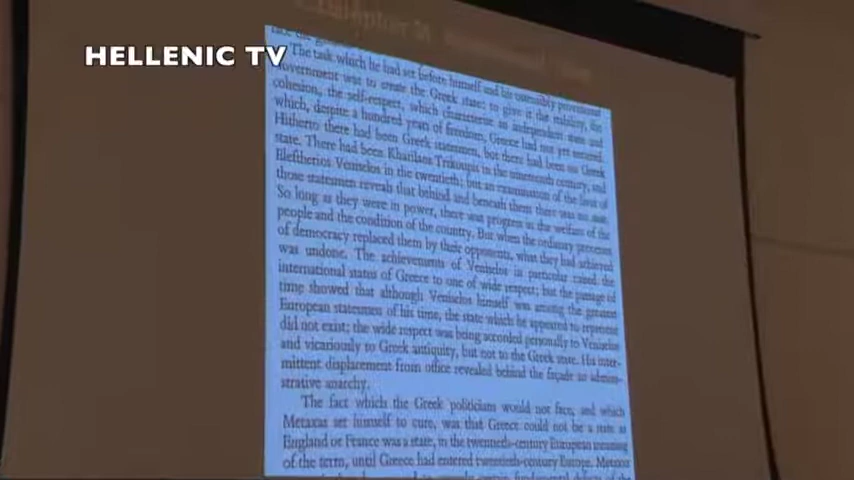 HELLENIC TV
The task which he had set before himself and his ostensibly provisional
Government was to create the Greek state: to give it the stability, the
cohesion, the self-respect, which characterise an independent state and
which, despite a hundred years of freedom, Greece had not yet secured.
Hitherto there had been Greek statesmen, but there had been no Greek
state. There had been Kharilaos Trikoupis in the nineteenth century, and
Eleftherios Venizelos in the twentieth; but an examination of the lives of
those statesmen reveals that behind and beneath them there was no state.
So long as they were in power, there was progress in the welfare of the
people and the condition of the country. But when the ordinary processes
of democracy replaced them by their opponents, what they had achieved
was undone. The achievements of Venizelos in particular raised the
international status of Greece to one of wide respect; but the passage of
time showed that although Venizelos himself was among the greatest
European statesmen of his time, the state which he appeared to represent
did not exist: the wide respect was being accorded personally to Venizelos
and vicariously to Greek antiquity, but not to the Greek state. His inter-
mittent displacement from office revealed behind the façade an admini-
strative anarchy.
The fact which the Greek politicians would not face, and which
Metaxas set himself to cure, was that Greece could not be a state as
England or France was a state, in the twentieth-century European meaning
of the term, until Greece had entered twentieth-century Europe. Metaxas